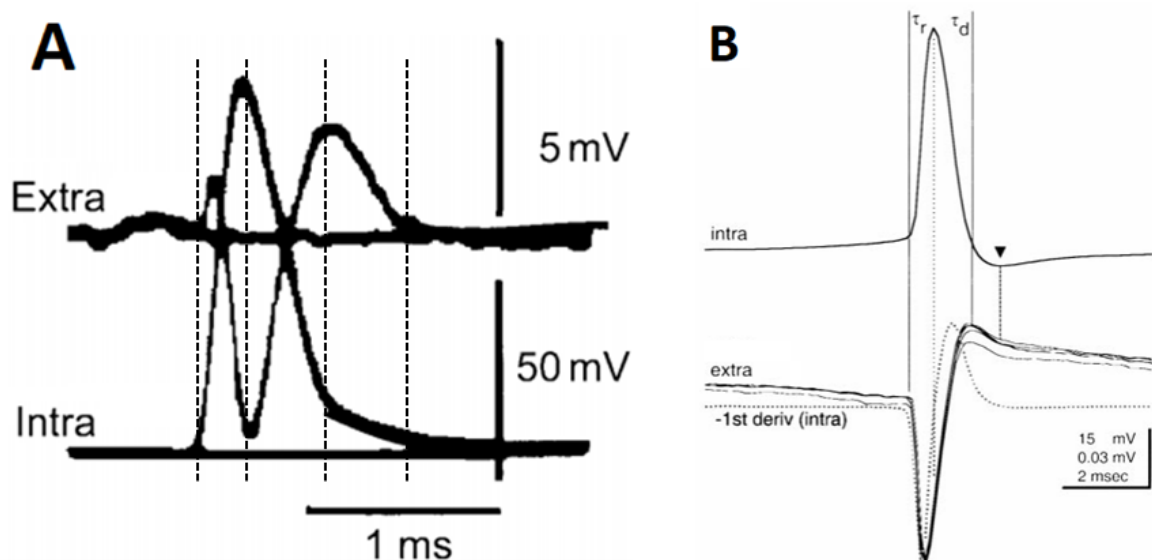 A
Extra
5 mV
50 mV
Intra
1 ms
B
τr
τd
intra
extra
-1st deriv (intra)
15 mV
0.03 mV
2 msec